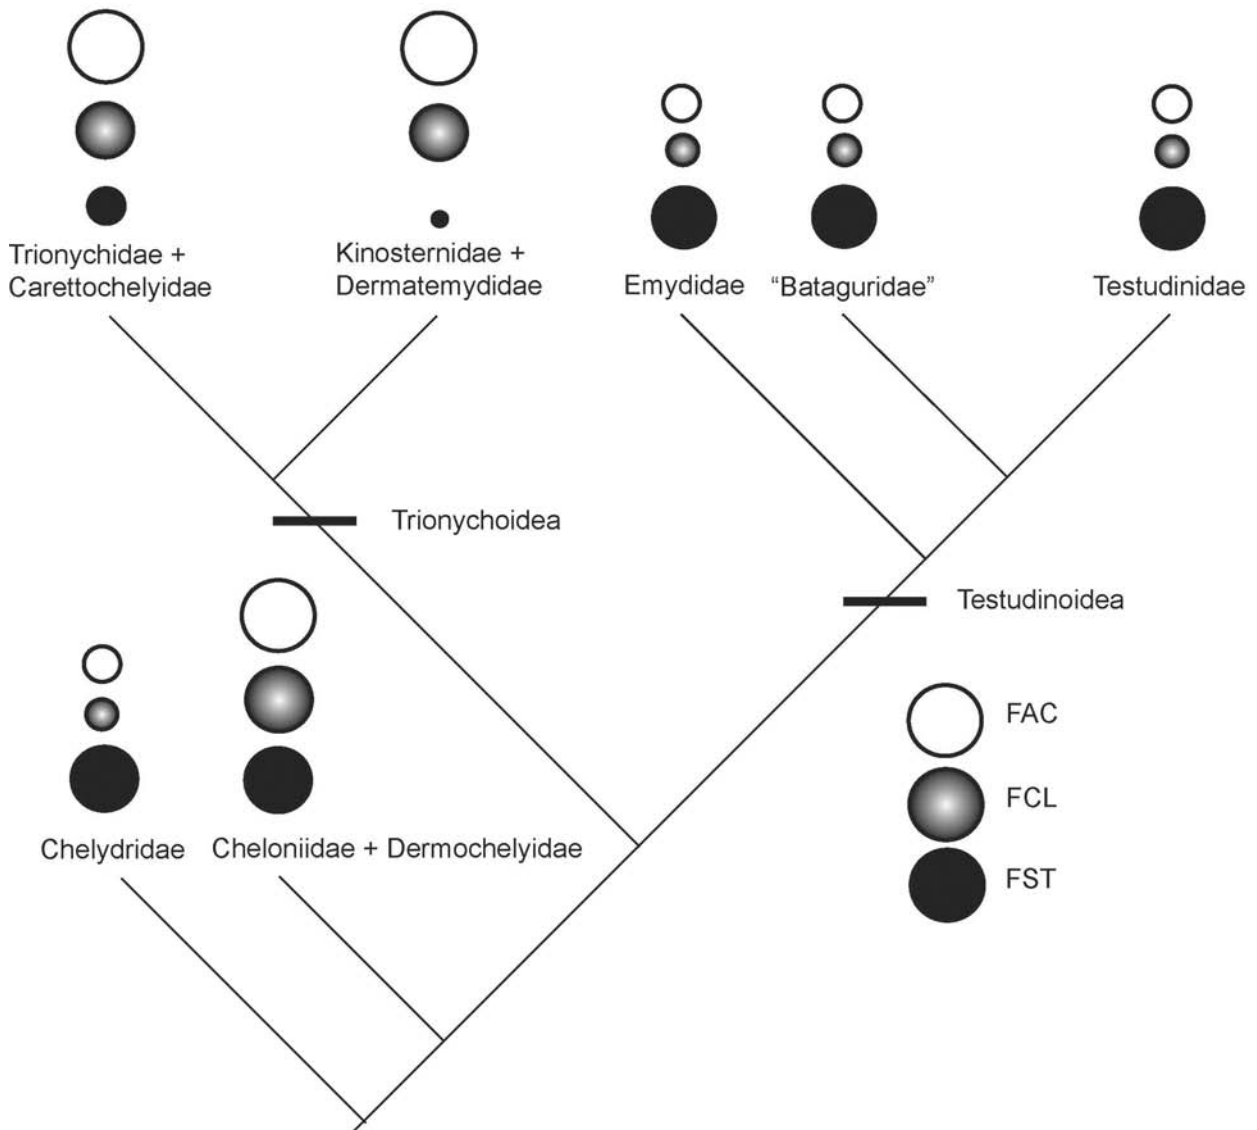 Trionychidae +
Carettochelyidae
Kinosternidae +
Dermatemydidae
Emydidae
“Bataguridae”
Testudinidae
Trionychoidea
Testudinoidea
Chelydridae
Cheloniidae + Dermochelyidae
FAC
FCL
FST